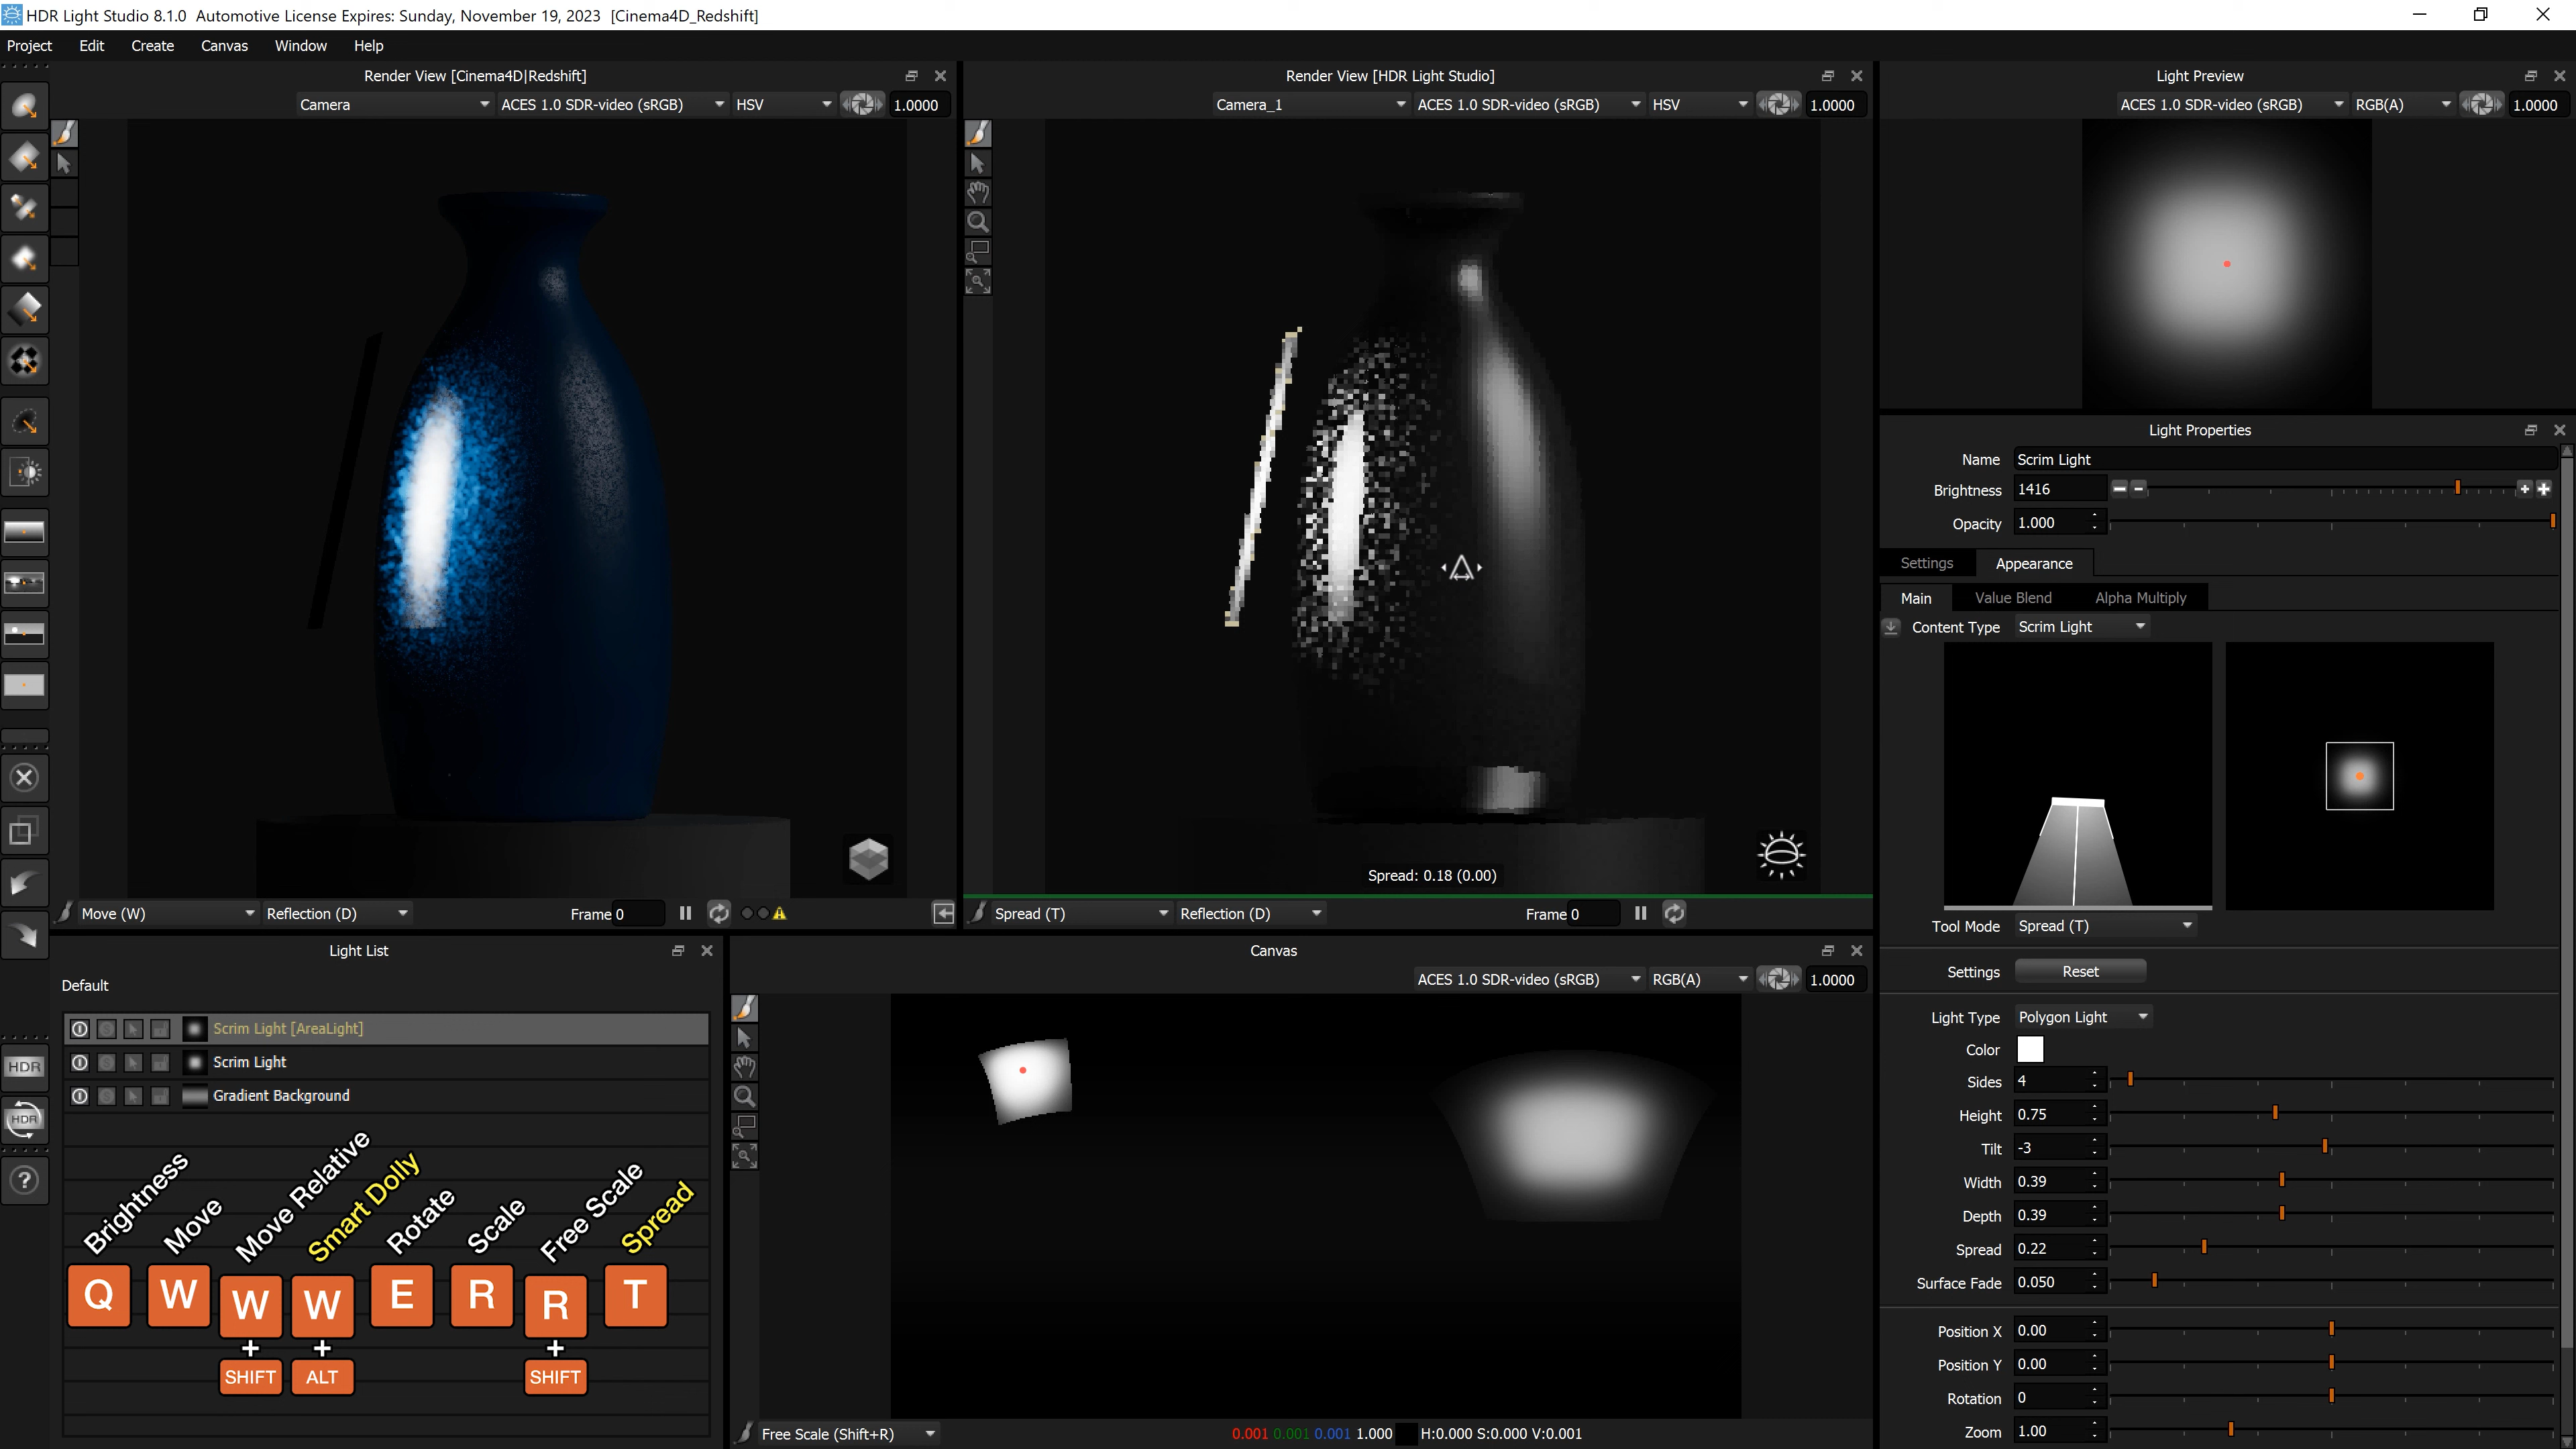 HDR Light Studio 8.1.0 Automotive License Expires: Sunday, November 19, 2023 [Cinema4D_Redshift]
Project Edit Create Canvas Window Help
Render View [Cinema4D|Redshift]
Camera ACES 1.0 SDR-video (sRGB) HSV 1.0000
Move (W) Reflection (D) Frame 0
Render View [HDR Light Studio]
Camera_1 ACES 1.0 SDR-video (sRGB) HSV 1.0000
Spread: 0.18 (0.00)
Spread (T) Reflection (D) Frame 0
Light Preview
ACES 1.0 SDR-video (sRGB) RGB(A) 1.0000
Light Properties
Name Scrim Light
Brightness 1416
Opacity 1.000
Settings Appearance
Main Value Blend Alpha Multiply
Content Type Scrim Light
Tool Mode Spread (T)
Settings Reset
Light Type Polygon Light
Color
Sides 4
Height 0.75
Tilt -3
Width 0.39
Depth 0.39
Spread 0.22
Surface Fade 0.050
Position X 0.00
Position Y 0.00
Rotation 0
Zoom 1.00
HDR
HDR
?
Light List
Default
Scrim Light [AreaLight]
Scrim Light
Gradient Background
Brightness Move Move Relative Smart Dolly Rotate Scale Free Scale Spread
Q W W W E R R T
+ + +
SHIFT ALT SHIFT
Canvas
ACES 1.0 SDR-video (sRGB) RGB(A) 1.0000
Free Scale (Shift+R) 0.001 0.001 0.001 1.000 H:0.000 S:0.000 V:0.001